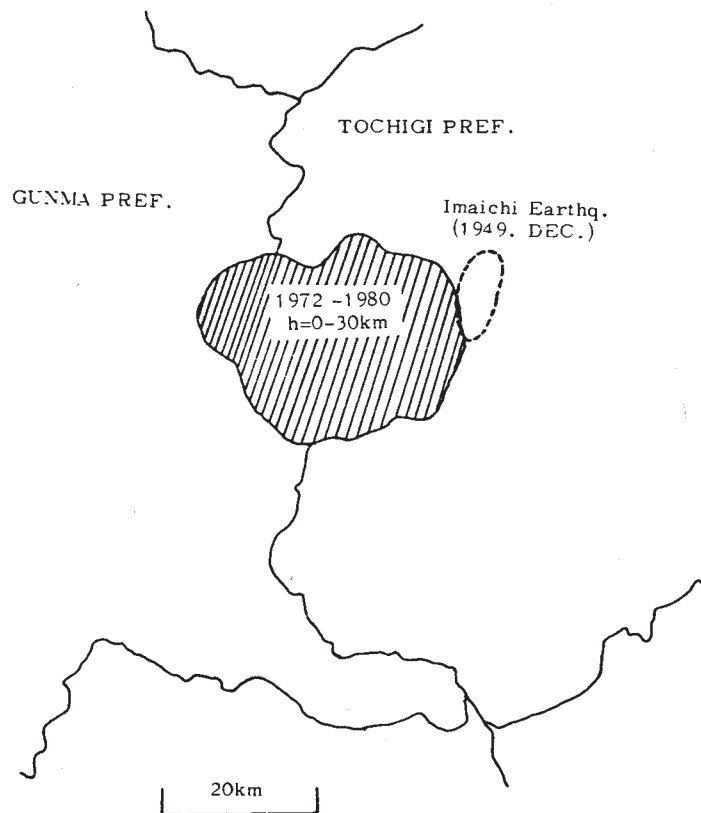 TOCHIGI PREF.
GUNMA PREF.
Imaichi Earthq.
(1949. DEC.)
1972 -1980
h=0-30km
20km